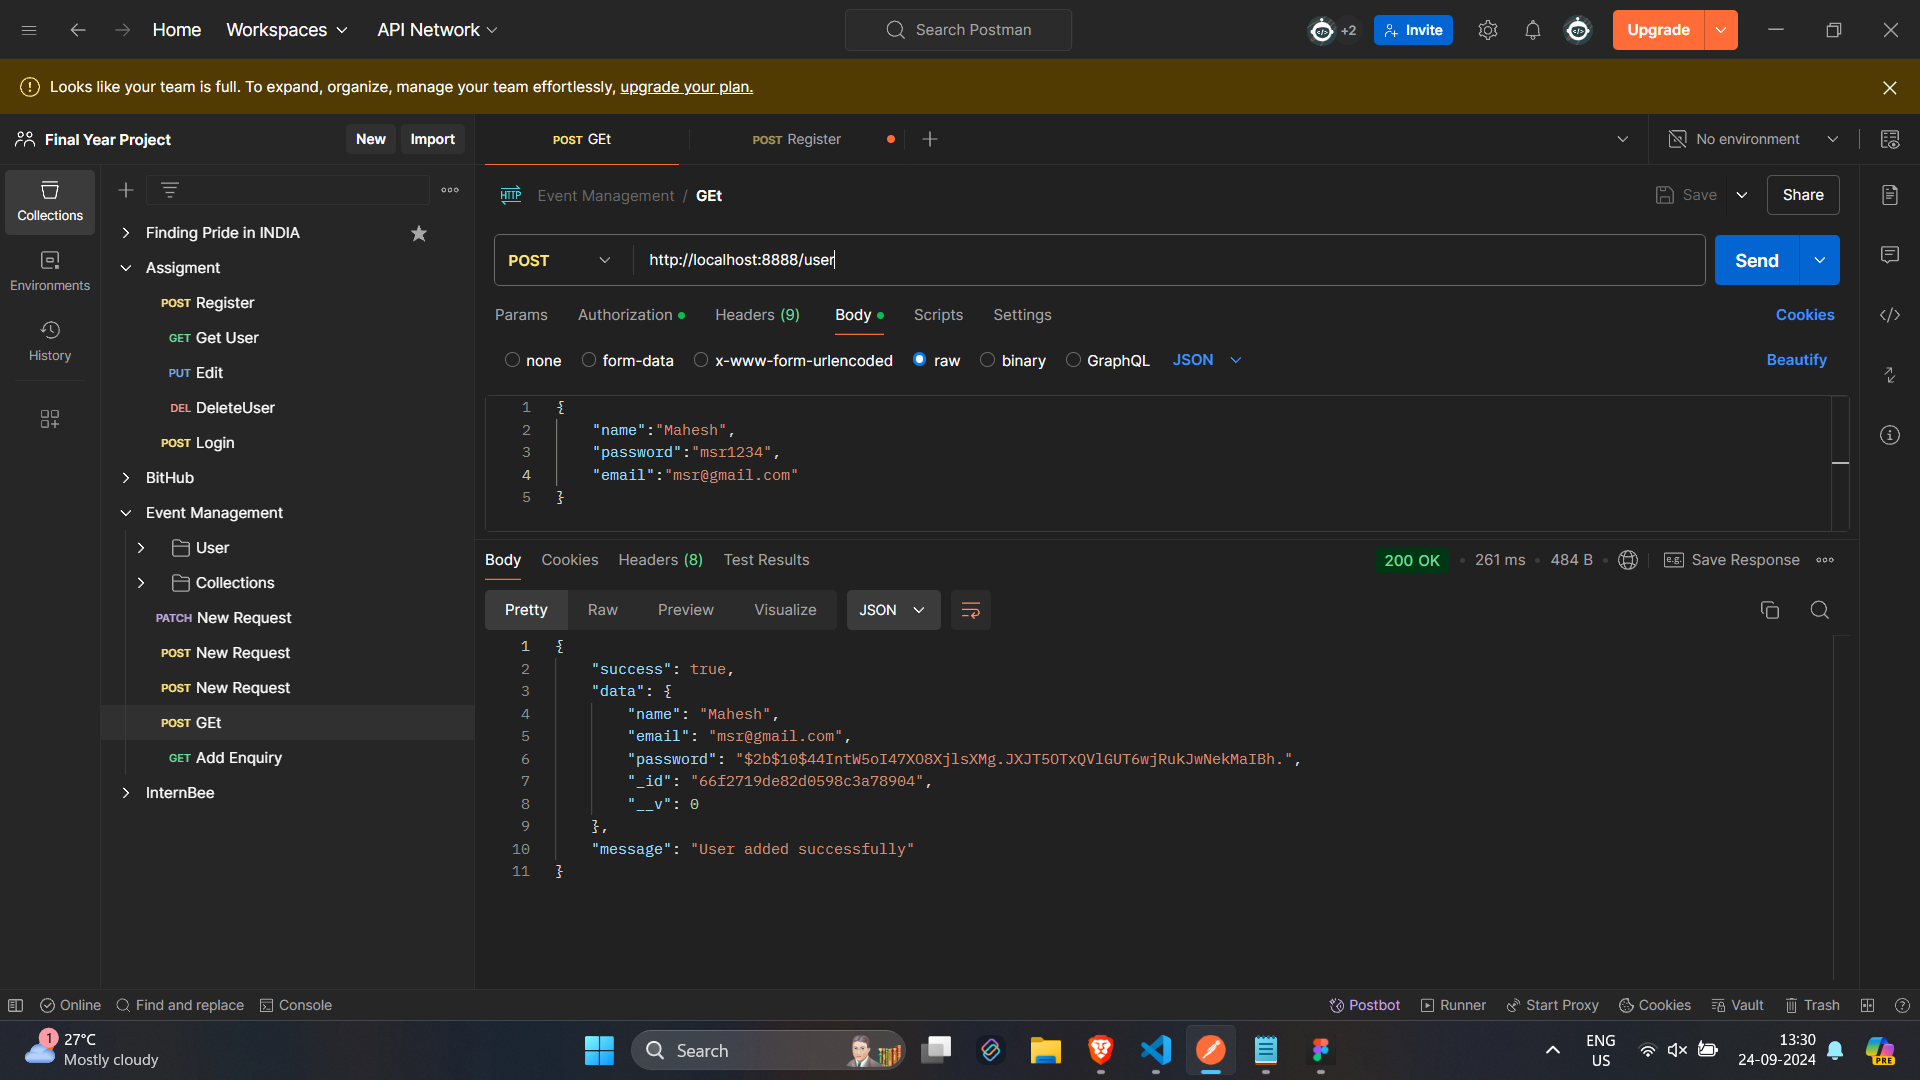 Home
Workspaces
API Network
Search Postman
+2
Invite
Upgrade
Looks like your team is full. To expand, organize, manage your team effortlessly, upgrade your plan.
Final Year Project
New
Import
POST GEt
POST Register
No environment
Collections
Environments
History
Finding Pride in INDIA
Assigment
POST Register
GET Get User
PUT Edit
DEL DeleteUser
POST Login
BitHub
Event Management
User
Collections
PATCH New Request
POST New Request
POST New Request
POST GEt
GET Add Enquiry
InternBee
HTTP Event Management / GEt
Save
Share
POST
http://localhost:8888/user
Send
Params
Authorization
Headers (9)
Body
Scripts
Settings
Cookies
none
form-data
x-www-form-urlencoded
raw
binary
GraphQL
JSON
Beautify
1 {
2 "name":"Mahesh",
3 "password":"msr1234",
4 "email":"msr@gmail.com"
5 }
Body
Cookies
Headers (8)
Test Results
200 OK
261 ms
484 B
e.g. Save Response
Pretty
Raw
Preview
Visualize
JSON
1 {
2 "success": true,
3 "data": {
4 "name": "Mahesh",
5 "email": "msr@gmail.com",
6 "password": "$2b$10$44IntW5oI47XO8XjlsXMg.JXJT5OTxQVlGUT6wjRukJwNekMaIBh.",
7 "_id": "66f2719de82d0598c3a78904",
8 "__v": 0
9 },
10 "message": "User added successfully"
11 }
Online
Find and replace
Console
Postbot
Runner
Start Proxy
Cookies
Vault
Trash
1
27°C
Mostly cloudy
Search
ENG
US
13:30
24-09-2024
PRE